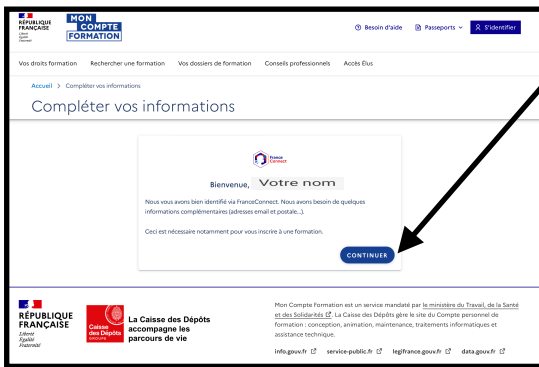 RÉPUBLIQUE
FRANÇAISE
Liberté
Égalité
Fraternité
MON
COMPTE
FORMATION
Besoin d'aide
Passeports
S'identifier
Vos droits formation
Rechercher une formation
Vos dossiers de formation
Conseils professionnels
Accès Élus
Accueil > Compléter vos informations
Compléter vos informations
France
Connect
Bienvenue, Votre nom
Nous vous avons bien identifié via FranceConnect. Nous avons besoin de quelques
informations complémentaires (adresses email et postale...).
Ceci est nécessaire notamment pour vous inscrire à une formation.
CONTINUER
RÉPUBLIQUE
FRANÇAISE
Liberté
Égalité
Fraternité
Caisse
des Dépôts
GROUPE
La Caisse des Dépôts
accompagne les
parcours de vie
Mon Compte Formation est un service mandaté par le ministère du Travail, de la Santé
et des Solidarités. La Caisse des Dépôts gère le site du Compte personnel de
formation : conception, animation, maintenance, traitements informatiques et
assistance technique.
info.gouv.fr
service-public.fr
legifrance.gouv.fr
data.gouv.fr